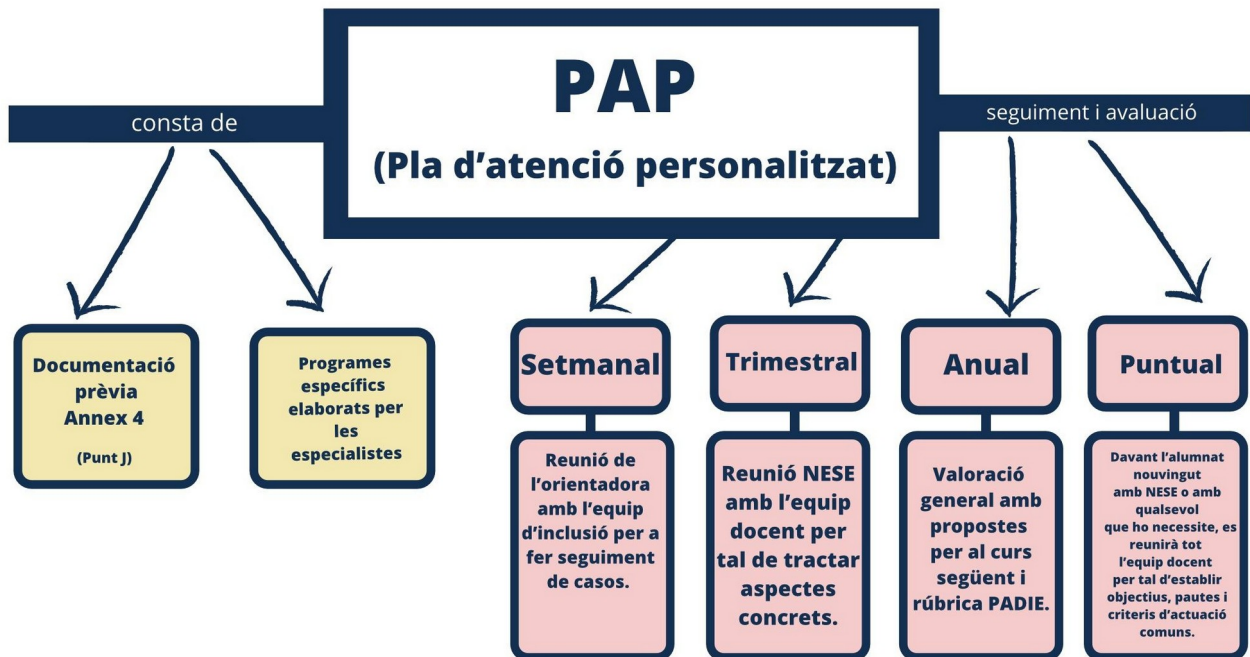 PAP
(Pla d'atenció personalitzat)
consta de
seguiment i avaluació
Documentació
prèvia
Annex 4
(Punt J)
Programes
específics
elaborats per
les
especialistes
Setmanal
Reunió de
l'orientadora
amb l'equip
d'inclusió per a
fer seguiment
de casos.
Trimestral
Reunió NESE
amb l'equip
docent per
tal de tractar
aspectes
concrets.
Anual
Valoració
general amb
propostes
per al curs
següent i
rúbrica PADIE.
Puntual
Davant l'alumnat
nouvingut
amb NESE o amb
qualsevol
que ho necessite, es
reunirà tot
l'equip docent
per tal d'establir
objectius, pautes i
criteris d'actuació
comuns.